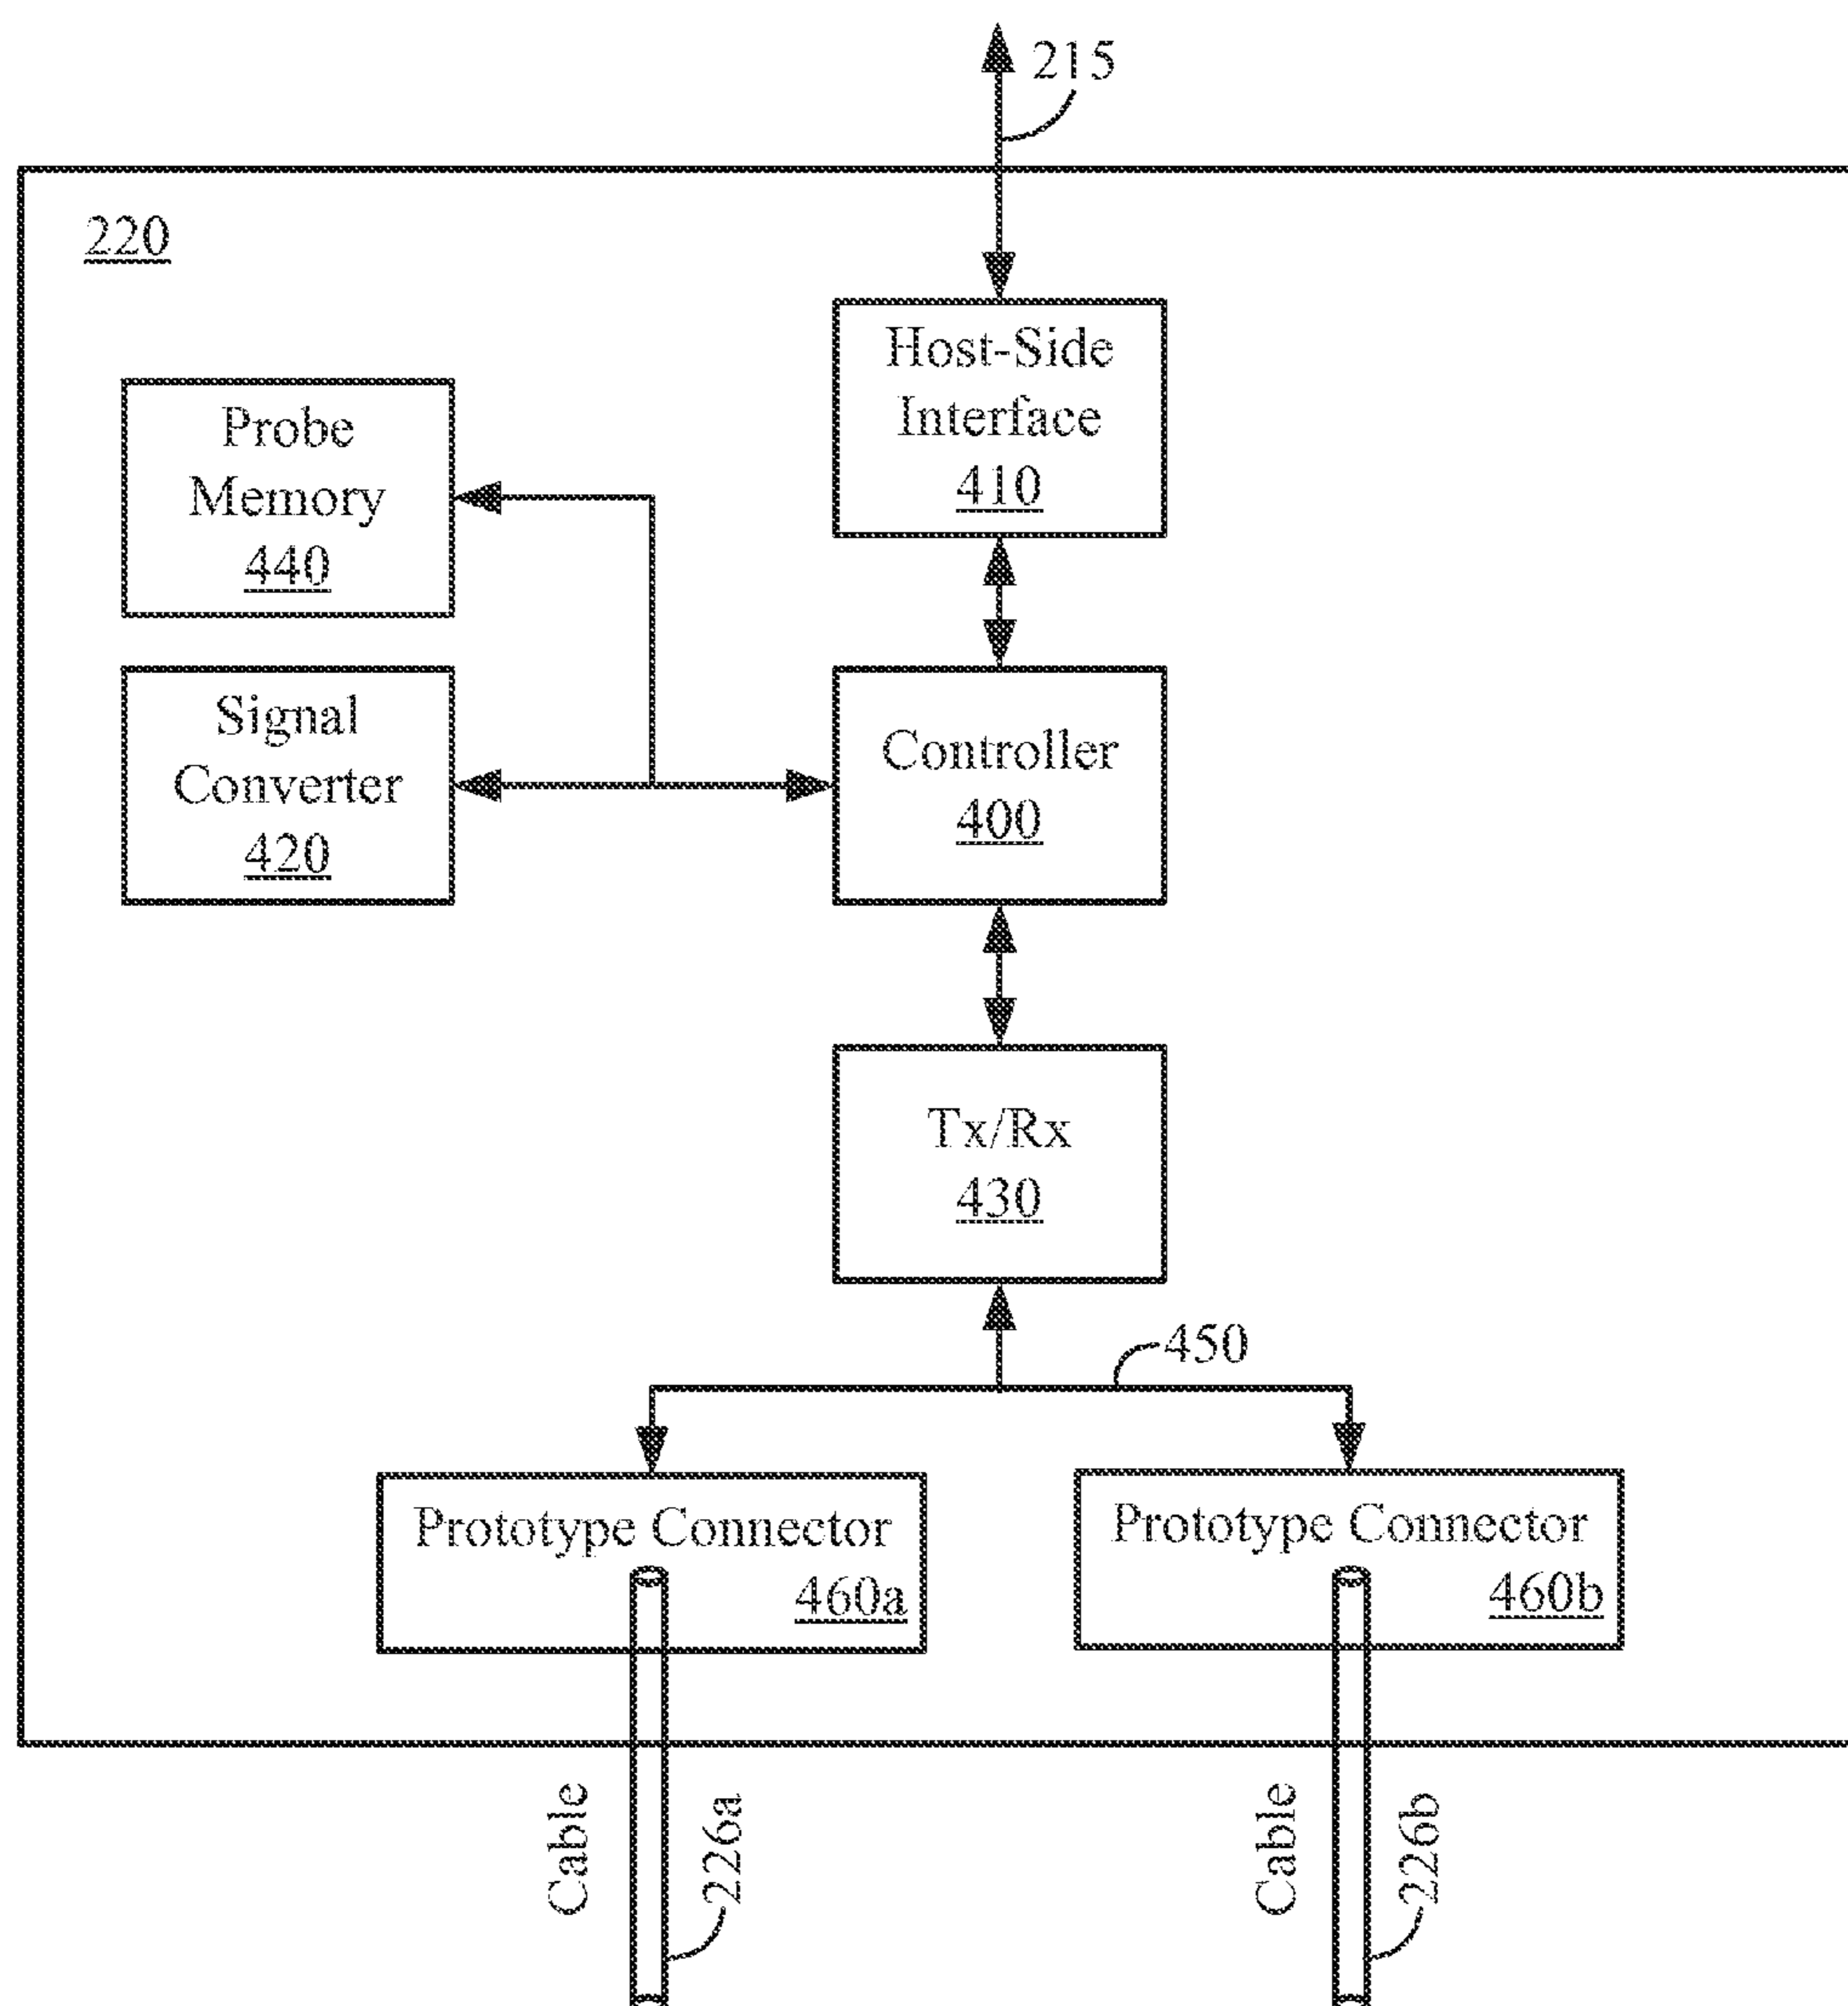 215
220
Host-Side
Interface
410
Probe
Memory
440
Signal
Converter
420
Controller
400
Tx/Rx
430
450
Prototype Connector
460a
Prototype Connector
460b
Cable
226a
Cable
226b